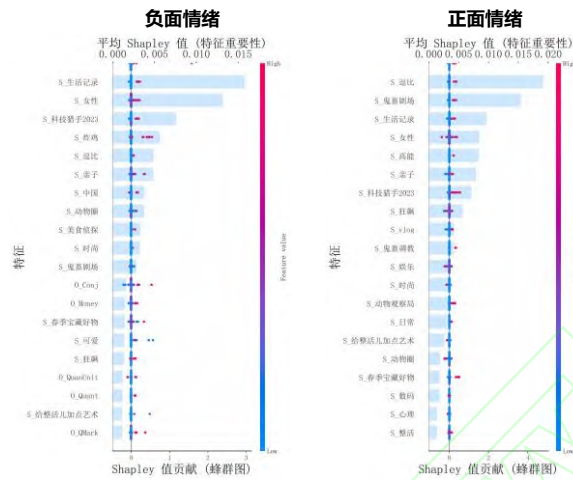 负面情绪
平均 Shapley 值 (特征重要性)
0.000 0.005 0.010 0.015
High
S_生活记录
S_女性
S_科技猎手2023
S_炸鸡
S_逗比
S_亲子
S_中国
S_动物圈
S_美食侦探
S_时尚
S_鬼畜剧场
O_Conj
O_Money
S_春季宝藏好物
S_可爱
S_狂飙
O_QuanUnit
O_Quant
S_给整活儿加点艺术
O_QMark
特征
Feature value
Low
0 1 2 3
Shapley 值贡献 (蜂群图)
正面情绪
平均 Shapley 值 (特征重要性)
0.000 0.005 0.010 0.015 0.020
High
S_逗比
S_鬼畜剧场
S_生活记录
S_女性
S_高能
S_亲子
S_科技猎手2023
S_狂飙
S_vlog
S_鬼畜调教
S_娱乐
S_时尚
S_动物观察局
S_日常
S_给整活儿加点艺术
S_动物圈
S_春季宝藏好物
S_数码
S_心理
S_整活
特征
Low
0 2 4
Shapley 值贡献 (蜂群图)